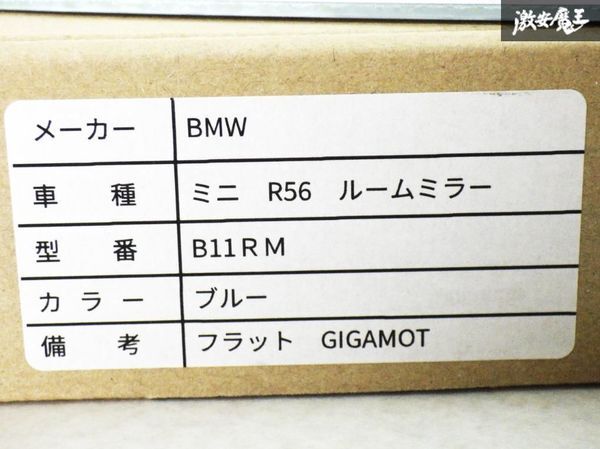 激安魔王
メーカー BMW
車種 ミニ R56 ルームミラー
型番 B11RM
カラー ブルー
備考 フラット GIGAMOT